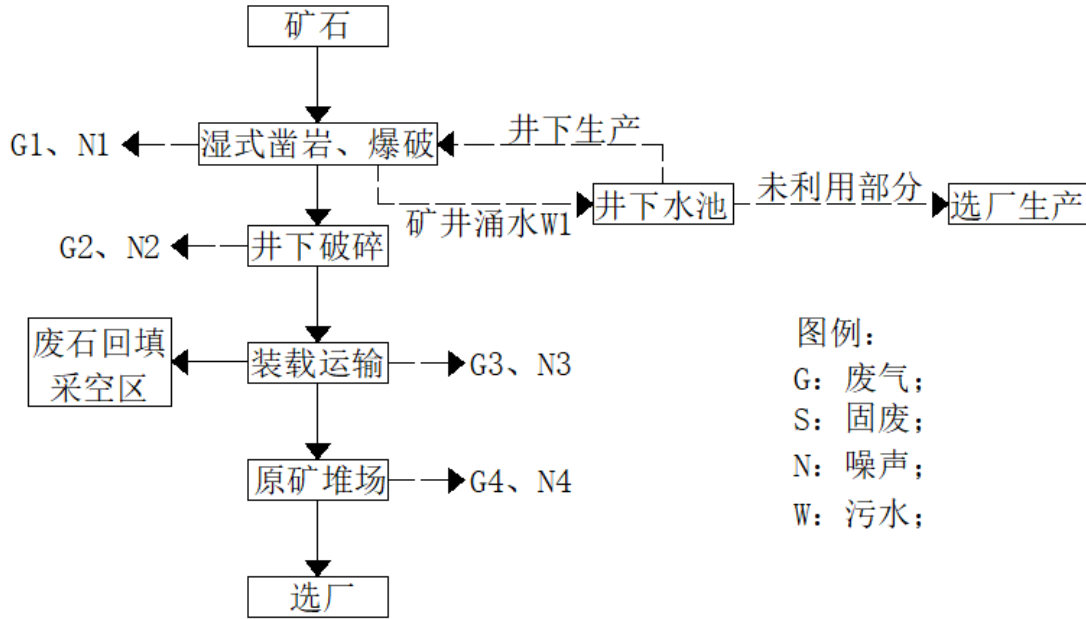 矿石
湿式凿岩、爆破
G1、N1
井下生产
矿井涌水W1
井下水池
未利用部分
选厂生产
井下破碎
G2、N2
装载运输
废石回填
采空区
G3、N3
原矿堆场
G4、N4
选厂
图例：
G：废气；
S：固废；
N：噪声；
W：污水；